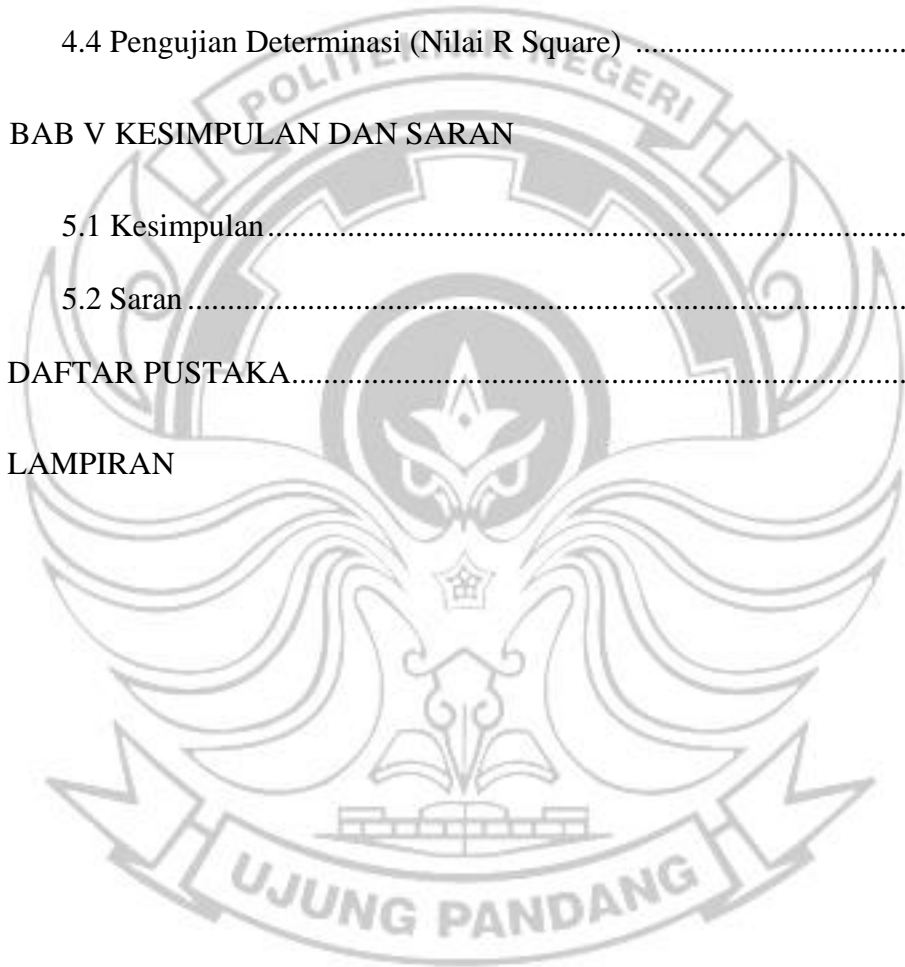 4.4 Pengujian Determinasi (Nilai R Square) ..................................
POLITEKNIK NEGERI
BAB V KESIMPULAN DAN SARAN
5.1 Kesimpulan..................................................................................
5.2 Saran ............................................................................................
DAFTAR PUSTAKA...............................................................................
LAMPIRAN
UJUNG PANDANG